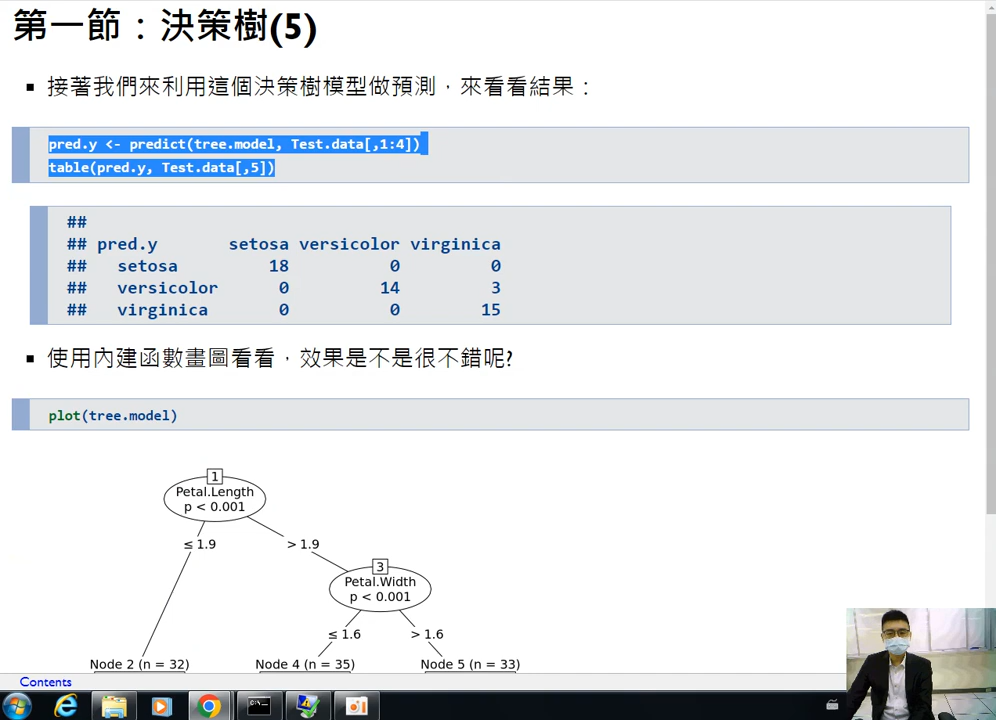 第一節：決策樹(5)
接著我們來利用這個決策樹模型做預測，來看看結果：
pred.y <- predict(tree.model, Test.data[,1:4])
table(pred.y, Test.data[,5])
##
## pred.y setosa versicolor virginica
## setosa 18 0 0
## versicolor 0 14 3
## virginica 0 0 15
使用內建函數畫圖看看，效果是不是很不錯呢?
plot(tree.model)
1
Petal.Length
p < 0.001
≤ 1.9 > 1.9
3
Petal.Width
p < 0.001
≤ 1.6 > 1.6
Node 2 (n = 32) Node 4 (n = 35) Node 5 (n = 33)
Contents